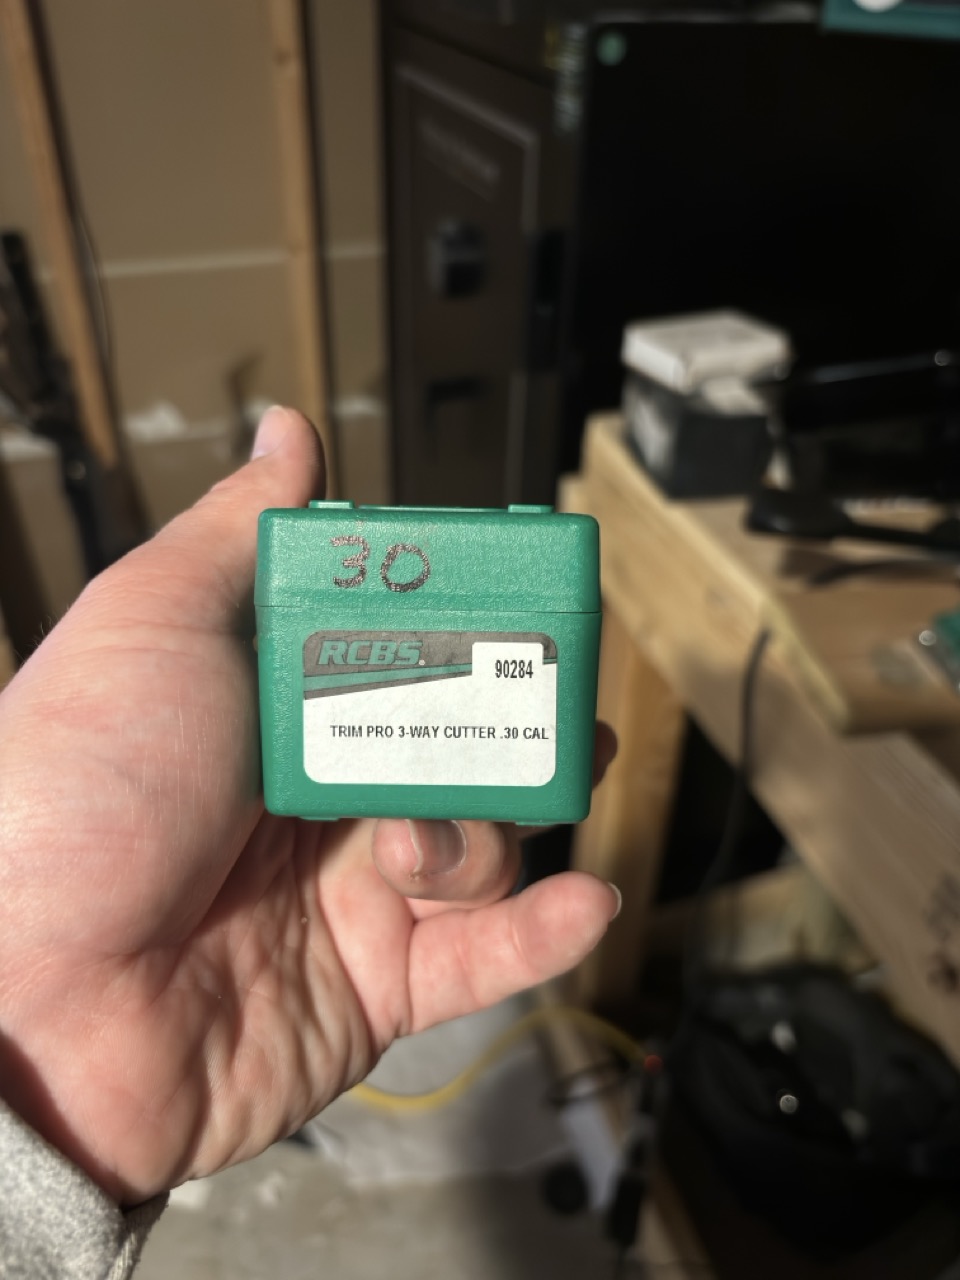 30
RCBS.
90284
TRIM PRO 3-WAY CUTTER .30 CAL